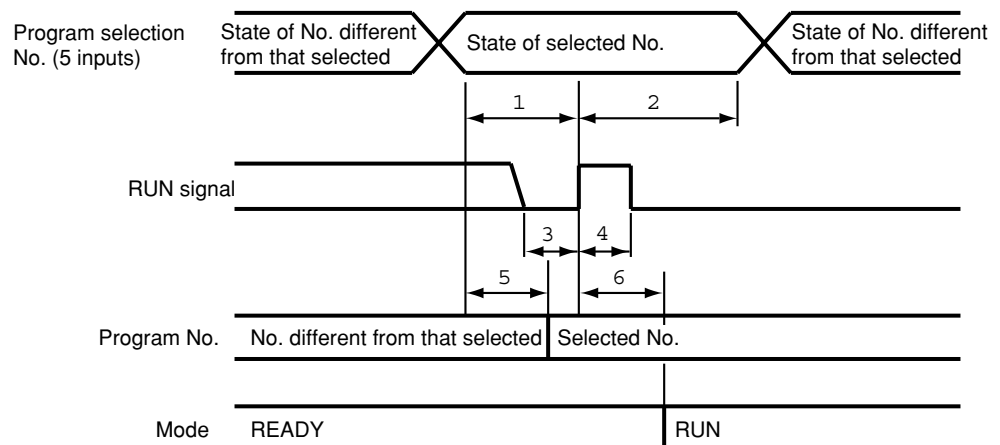 Program selection
No. (5 inputs)
State of No. different
from that selected
State of selected No.
State of No. different
from that selected
1
2
RUN signal
3
4
5
6
Program No.
No. different from that selected
Selected No.
Mode
READY
RUN